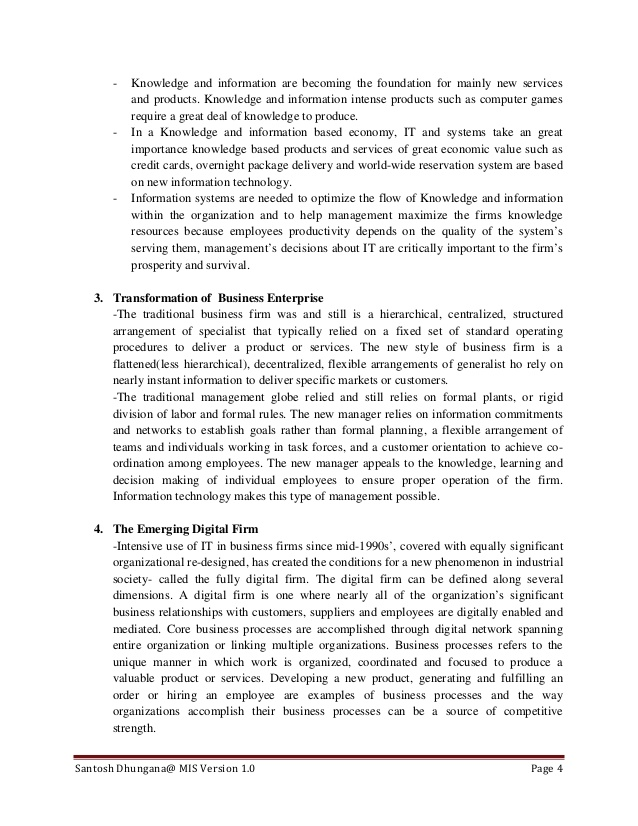 - Knowledge and information are becoming the foundation for mainly new services
and products. Knowledge and information intense products such as computer games
require a great deal of knowledge to produce.
- In a Knowledge and information based economy, IT and systems take an great
importance knowledge based products and services of great economic value such as
credit cards, overnight package delivery and world-wide reservation system are based
on new information technology.
- Information systems are needed to optimize the flow of Knowledge and information
within the organization and to help management maximize the firms knowledge
resources because employees productivity depends on the quality of the system's
serving them, management's decisions about IT are critically important to the firm's
prosperity and survival.
3. Transformation of Business Enterprise
-The traditional business firm was and still is a hierarchical, centralized, structured
arrangement of specialist that typically relied on a fixed set of standard operating
procedures to deliver a product or services. The new style of business firm is a
flattened(less hierarchical), decentralized, flexible arrangements of generalist ho rely on
nearly instant information to deliver specific markets or customers.
-The traditional management globe relied and still relies on formal plants, or rigid
division of labor and formal rules. The new manager relies on information commitments
and networks to establish goals rather than formal planning, a flexible arrangement of
teams and individuals working in task forces, and a customer orientation to achieve co-
ordination among employees. The new manager appeals to the knowledge, learning and
decision making of individual employees to ensure proper operation of the firm.
Information technology makes this type of management possible.
4. The Emerging Digital Firm
-Intensive use of IT in business firms since mid-1990s', covered with equally significant
organizational re-designed, has created the conditions for a new phenomenon in industrial
society- called the fully digital firm. The digital firm can be defined along several
dimensions. A digital firm is one where nearly all of the organization's significant
business relationships with customers, suppliers and employees are digitally enabled and
mediated. Core business processes are accomplished through digital network spanning
entire organization or linking multiple organizations. Business processes refers to the
unique manner in which work is organized, coordinated and focused to produce a
valuable product or services. Developing a new product, generating and fulfilling an
order or hiring an employee are examples of business processes and the way
organizations accomplish their business processes can be a source of competitive
strength.
Santosh Dhungana@ MIS Version 1.0 Page 4